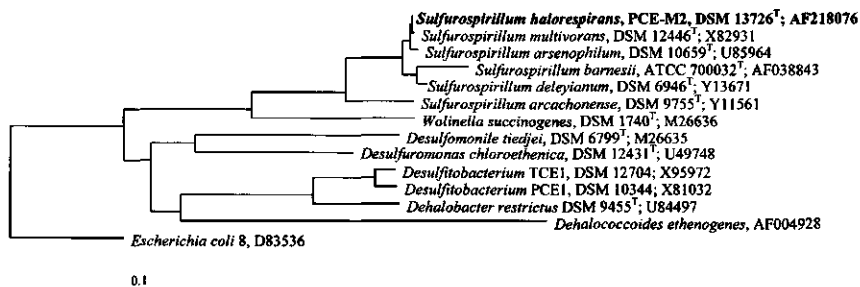 Sulfurospirillum halorespirans, PCE-M2, DSM 13726T; AF218076
Sulfurospirillum multivorans, DSM 12446T; X82931
Sulfurospirillum arsenophilum, DSM 10659T; U85964
Sulfurospirillum barnesii, ATCC 700032T; AF038843
Sulfurospirillum deleyianum, DSM 6946T; Y13671
Sulfurospirillum arcachonense, DSM 9755T; Y11561
Wolinella succinogenes, DSM 1740T; M26636
Desulfomonile tiedjei, DSM 6799T; M26635
Desulfuromonas chloroethenica, DSM 12431T; U49748
Desulfitobacterium TCE1, DSM 12704; X95972
Desulfitobacterium PCE1, DSM 10344; X81032
Dehalobacter restrictus DSM 9455T; U84497
Dehalococcoides ethenogenes, AF004928
Escherichia coli 8, D83536
0.1